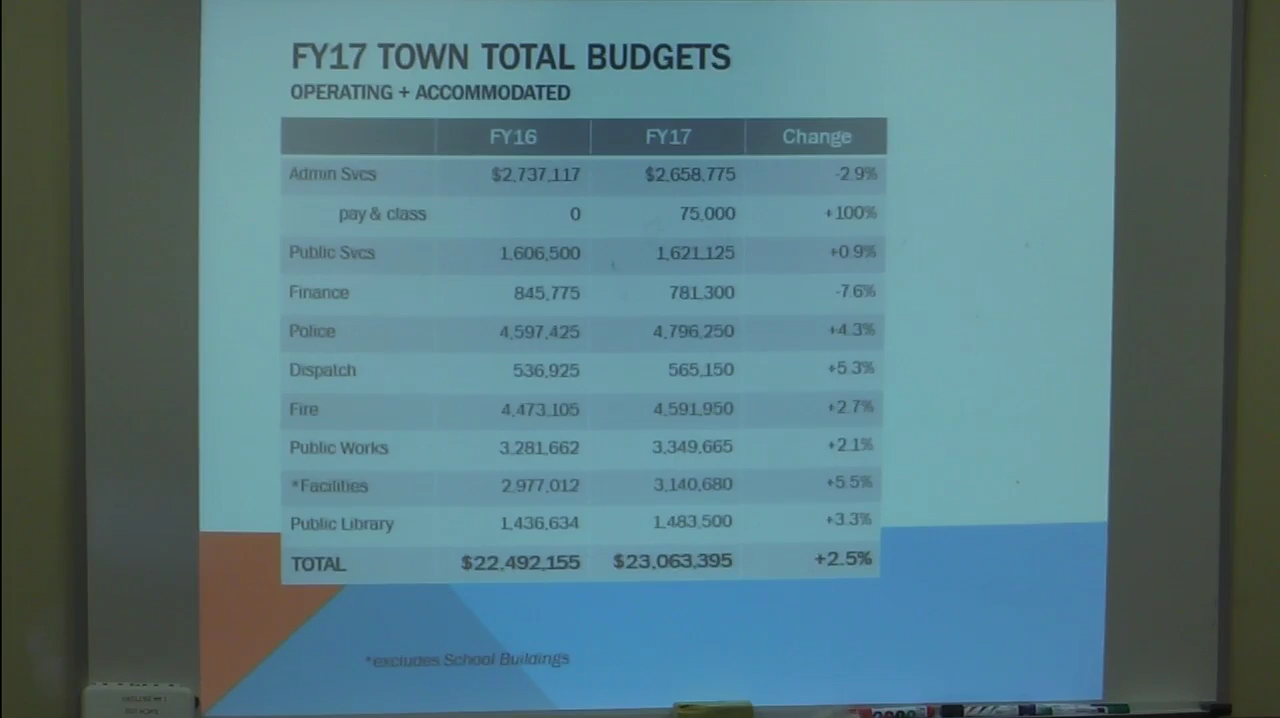 FY17 TOWN TOTAL BUDGETS
OPERATING + ACCOMMODATED
FY16 FY17 Change
Admin Svcs $2,737,117 $2,658,775 -2.9%
pay & class 0 75,000 +100%
Public Svcs 1,606,500 1,621,125 +0.9%
Finance 845,775 781,300 -7.6%
Police 4,597,425 4,796,250 +4.3%
Dispatch 536,925 565,150 +5.3%
Fire 4,473,105 4,591,950 +2.7%
Public Works 3,281,662 3,349,665 +2.1%
*Facilities 2,977,012 3,140,680 +5.5%
Public Library 1,436,634 1,483,500 +3.3%
TOTAL $22,492,155 $23,063,395 +2.5%
*excludes School Buildings